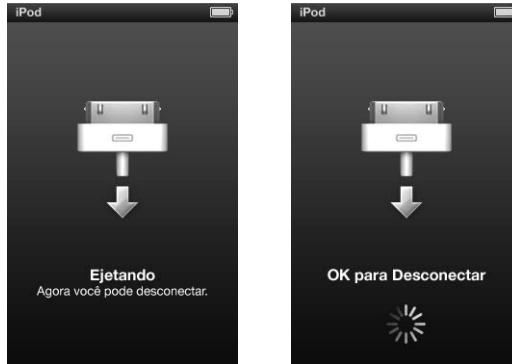 iPod
Ejetando
Agora você pode desconectar.
iPod
OK para Desconectar